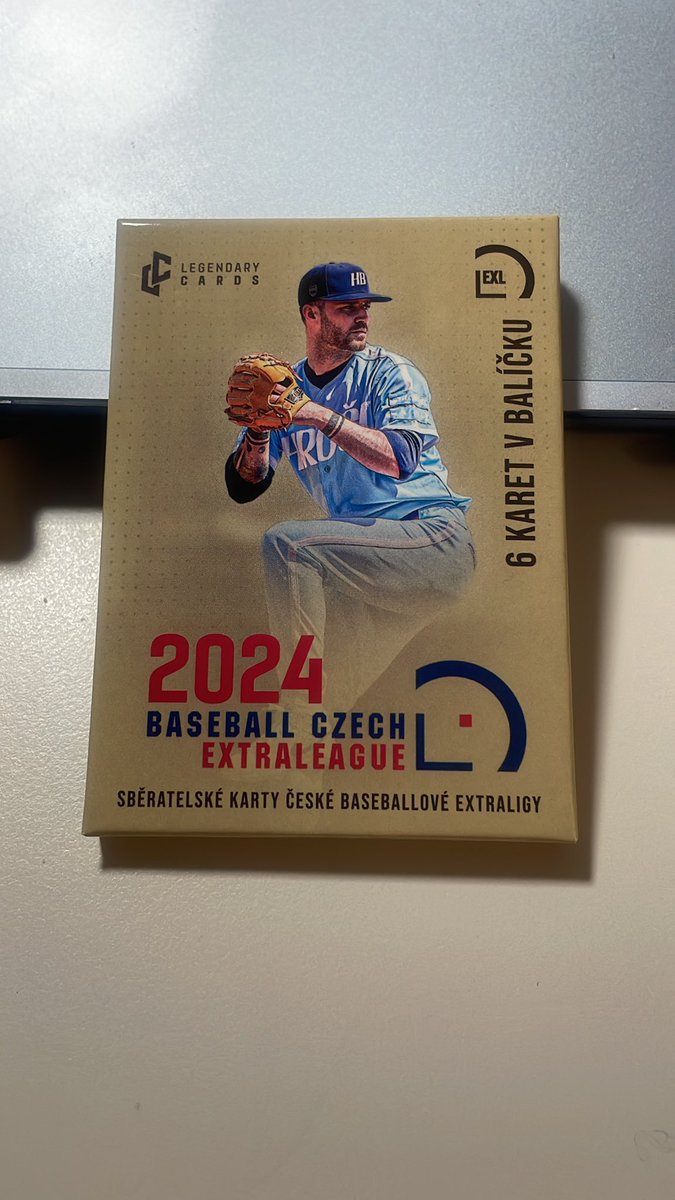 LEGENDARY
CARDS
EXL
HB
6 KARET V BALÍČKU
2024
BASEBALL CZECH
EXTRALEAGUE
SBĚRATELSKÉ KARTY ČESKÉ BASEBALLOVÉ EXTRALIGY